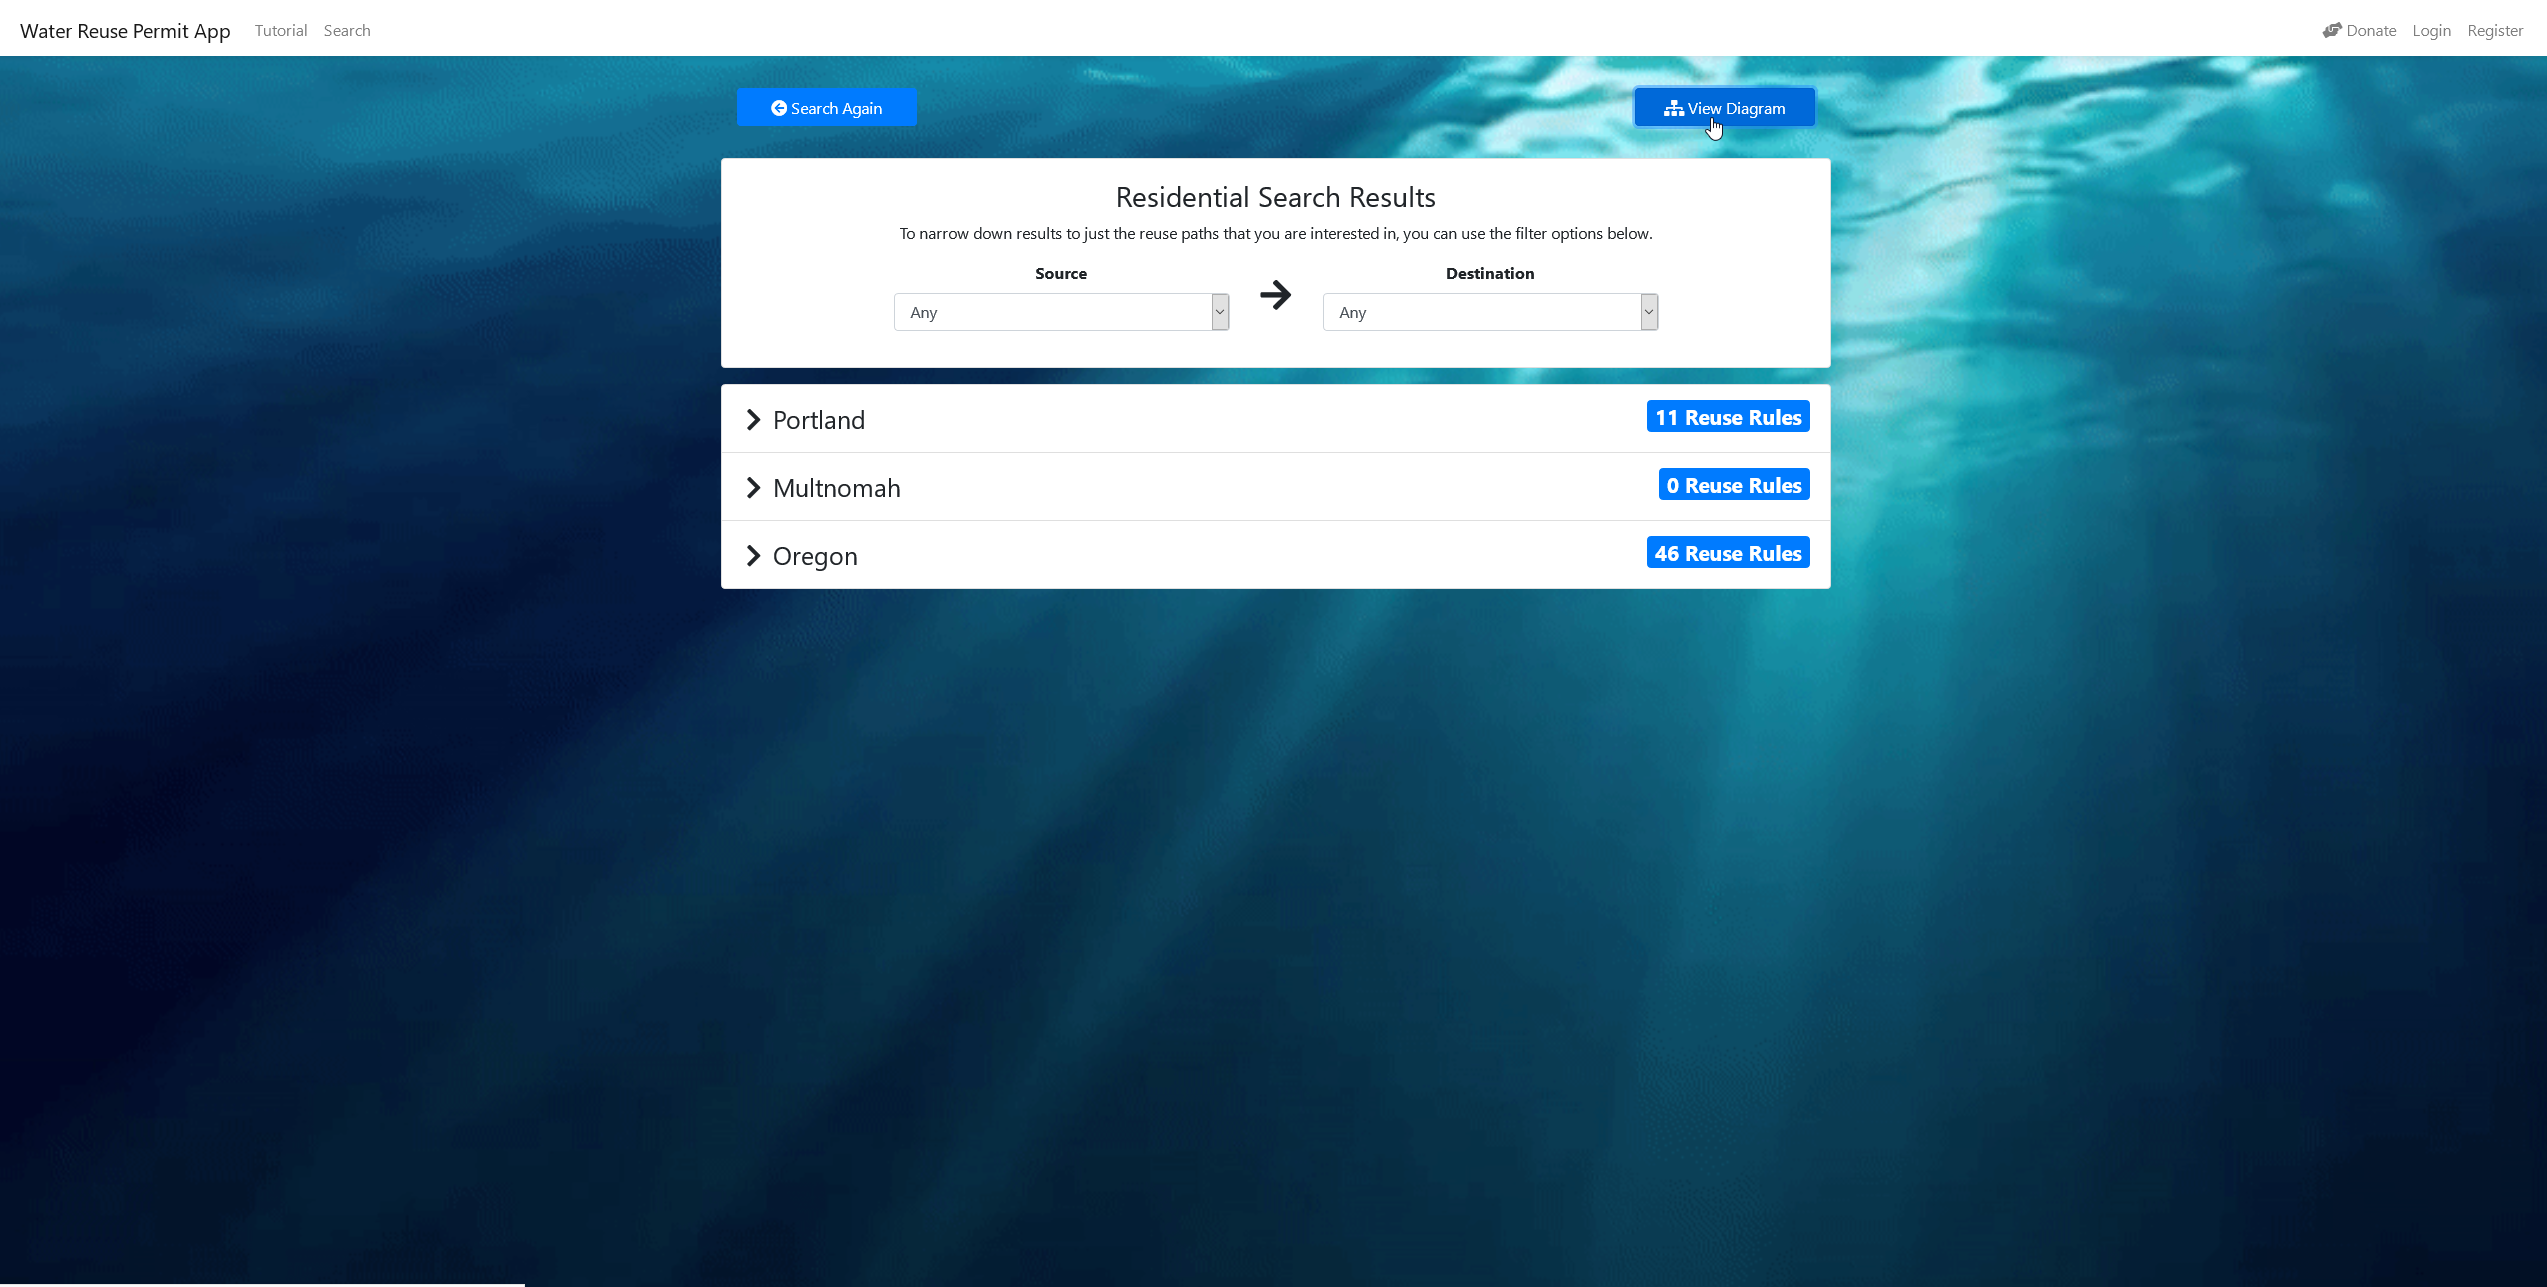 Water Reuse Permit App Tutorial Search Donate Login Register
Search Again View Diagram
Residential Search Results
To narrow down results to just the reuse paths that you are interested in, you can use the filter options below.
Source Destination
Any Any
Portland 11 Reuse Rules
Multnomah 0 Reuse Rules
Oregon 46 Reuse Rules